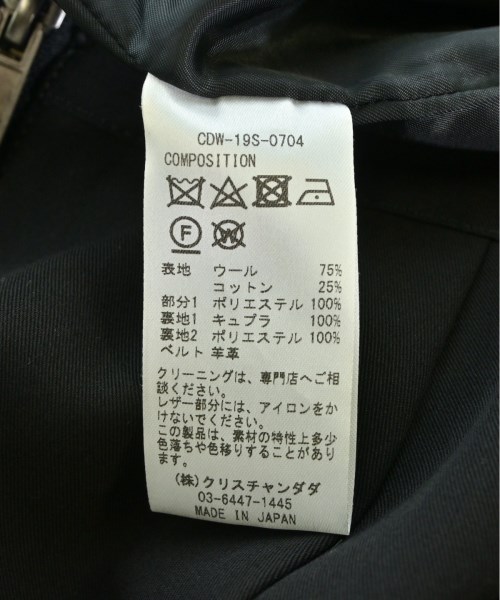 CDW-19S-0704
COMPOSITION
F W
表地 ウール 75%
コットン 25%
部分1 ポリエステル 100%
裏地1 キュプラ 100%
裏地2 ポリエステル 100%
ベルト 羊革
クリーニングは、専門店へご相
談ください。
レザー部分には、アイロンをか
けないでください。
この製品は、素材の特性上多少
色落ちや色移りすることがあり
ます。
(株)クリスチャンダダ
03-6447-1445
MADE IN JAPAN